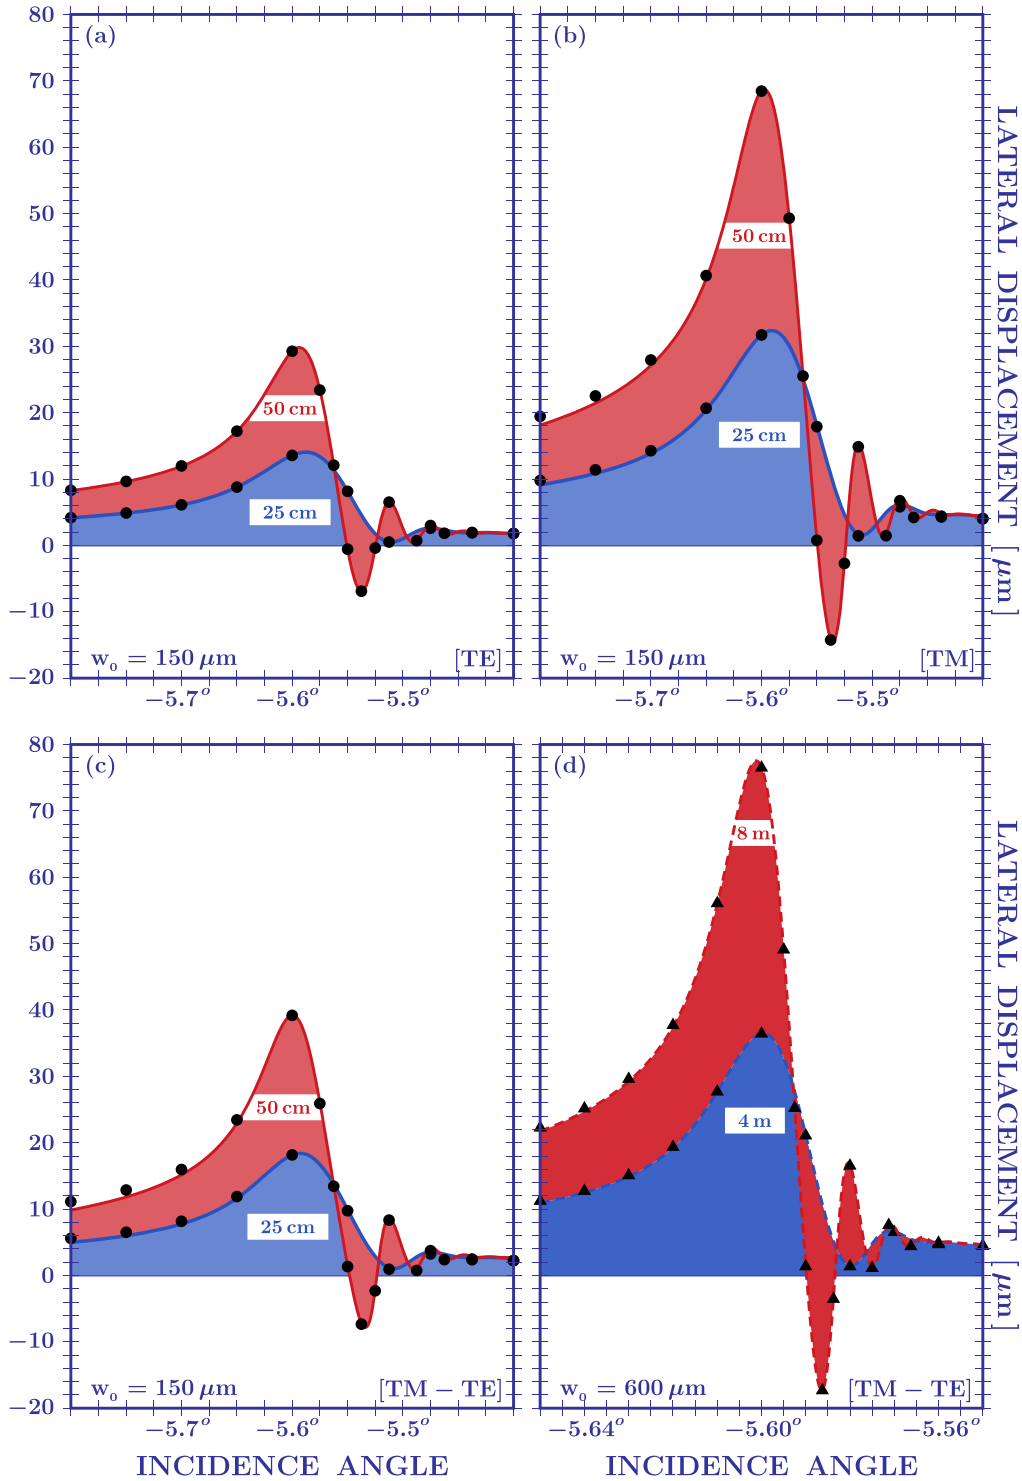 80
70
60
50
40
30
20
10
0
−10
−20
(a)
50 cm
25 cm
w₀ = 150 μm
[TE]
−5.7°
−5.6°
−5.5°
(b)
50 cm
25 cm
w₀ = 150 μm
[TM]
−5.7°
−5.6°
−5.5°
LATERAL DISPLACEMENT [μm]
80
70
60
50
40
30
20
10
0
−10
−20
(c)
50 cm
25 cm
w₀ = 150 μm
[TM − TE]
−5.7°
−5.6°
−5.5°
INCIDENCE ANGLE
(d)
8 m
4 m
w₀ = 600 μm
[TM − TE]
−5.64°
−5.60°
−5.56°
INCIDENCE ANGLE
LATERAL DISPLACEMENT [μm]